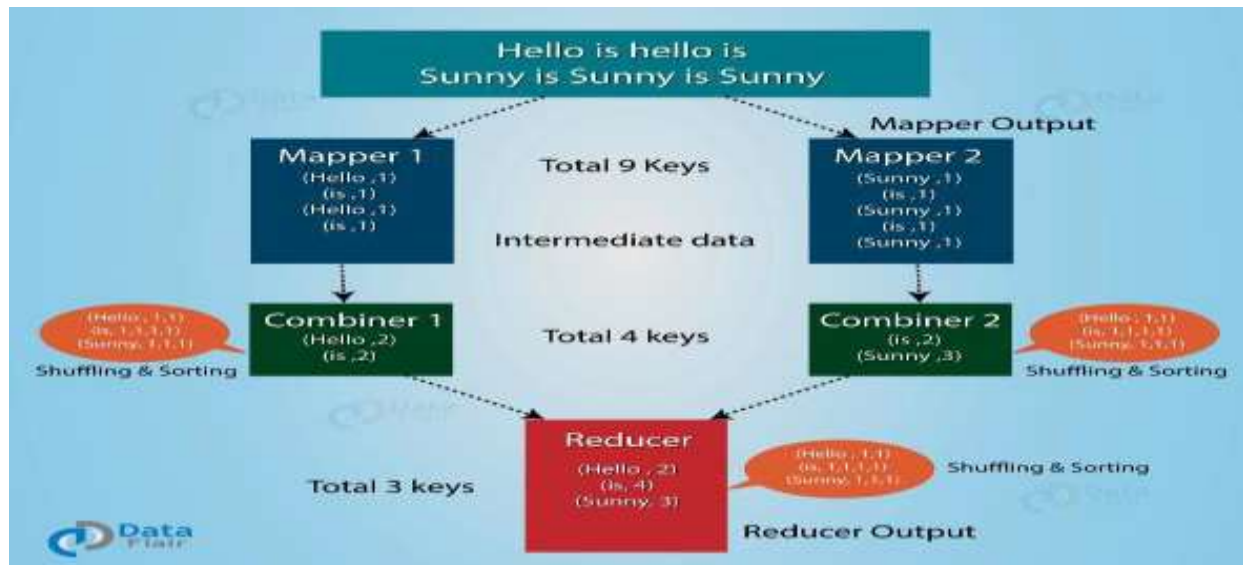 Hello is hello is
Sunny is Sunny is Sunny
Mapper Output
Mapper 1
(Hello ,1)
(is ,1)
(Hello ,1)
(is ,1)
Total 9 Keys
Mapper 2
(Sunny ,1)
(is ,1)
(Sunny ,1)
(is ,1)
(Sunny ,1)
Intermediate data
(Hello , 1,1)
(is, 1,1,1,1)
(Sunny, 1,1,1)
Shuffling & Sorting
Combiner 1
(Hello ,2)
(is ,2)
Total 4 keys
Combiner 2
(is ,2)
(Sunny ,3)
(Hello , 1,1)
(is, 1,1,1,1)
(Sunny, 1,1,1)
Shuffling & Sorting
Total 3 keys
Reducer
(Hello , 2)
(is, 4)
(Sunny, 3)
(Hello , 1,1)
(is, 1,1,1,1)
(Sunny, 1,1,1)
Shuffling & Sorting
Reducer Output
Data
Flair